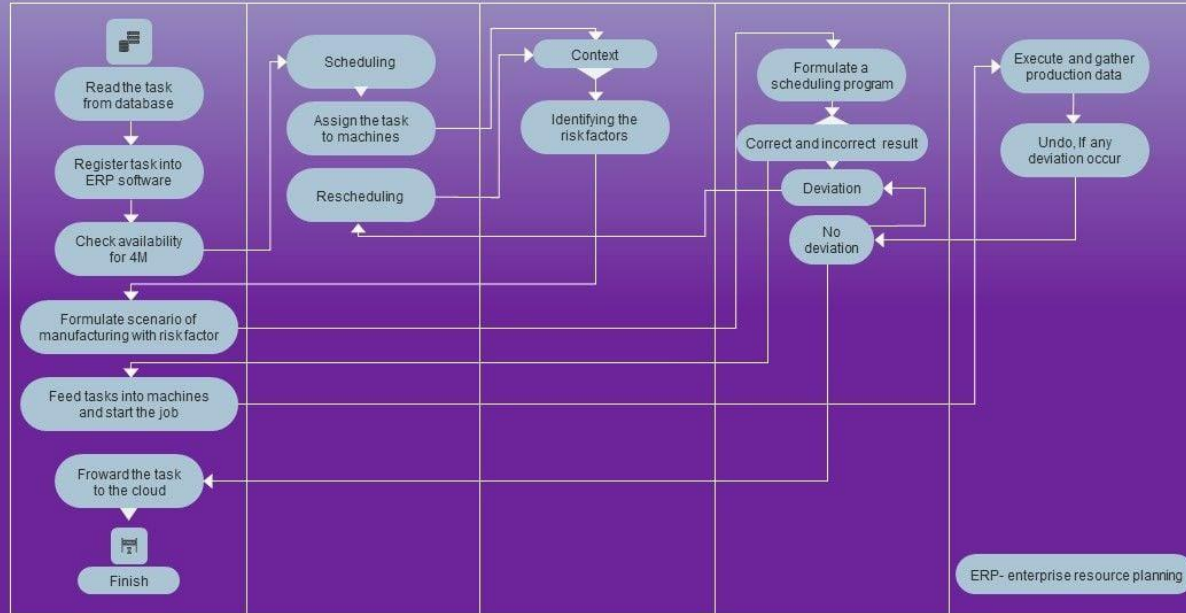 Read the task
from database
Register task into
ERP software
Check availability
for 4M
Formulate scenario of
manufacturing with risk factor
Feed tasks into machines
and start the job
Froward the task
to the cloud
Finish
Scheduling
Assign the task
to machines
Rescheduling
Context
Identifying the
risk factors
Formulate a
scheduling program
Correct and incorrect result
Deviation
No
deviation
Execute and gather
production data
Undo, If any
deviation occur
ERP- enterprise resource planning